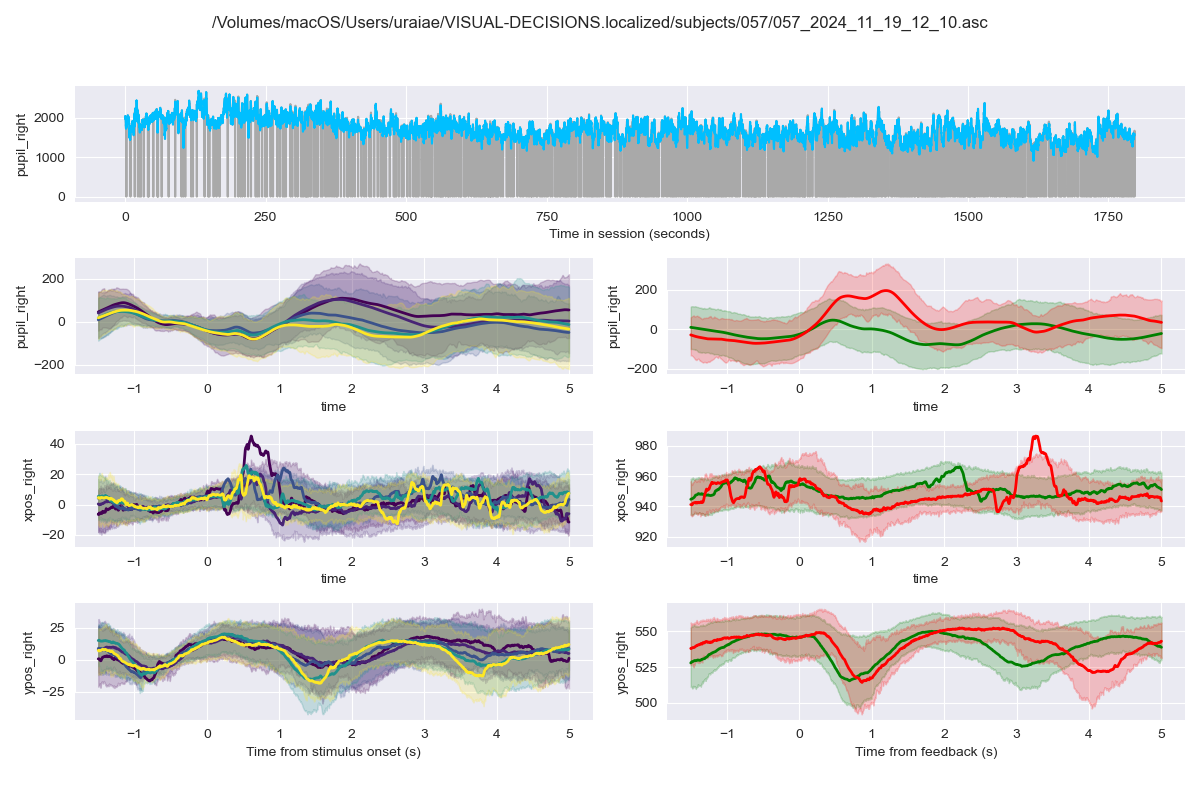 /Volumes/macOS/Users/uraiae/VISUAL-DECISIONS.localized/subjects/057/057_2024_11_19_12_10.asc
pupil_right
2000
1000
0
0 250 500 750 1000 1250 1500 1750
Time in session (seconds)
pupil_right
200
0
−200
−1 0 1 2 3 4 5
time
pupil_right
200
0
−200
−1 0 1 2 3 4 5
time
xpos_right
40
20
0
−20
−1 0 1 2 3 4 5
time
xpos_right
980
960
940
920
−1 0 1 2 3 4 5
time
ypos_right
25
0
−25
−1 0 1 2 3 4 5
Time from stimulus onset (s)
ypos_right
550
525
500
−1 0 1 2 3 4 5
Time from feedback (s)